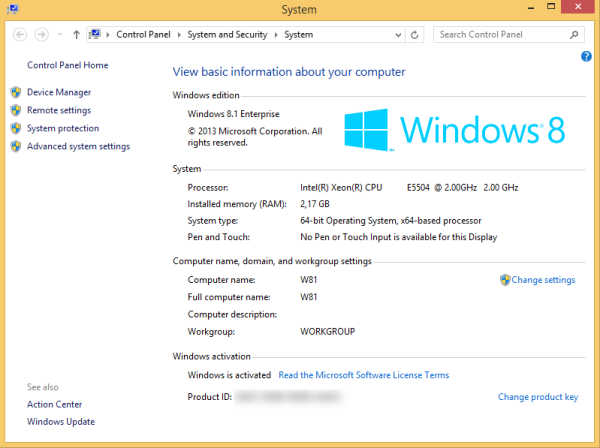 System
Control Panel System and Security System
Search Control Panel
Control Panel Home
Device Manager
Remote settings
System protection
Advanced system settings
See also
Action Center
Windows Update
View basic information about your computer
Windows edition
Windows 8.1 Enterprise
© 2013 Microsoft Corporation. All
rights reserved.
Windows 8
System
Processor: Intel(R) Xeon(R) CPU E5504 @ 2.00GHz 2.00 GHz
Installed memory (RAM): 2,17 GB
System type: 64-bit Operating System, x64-based processor
Pen and Touch: No Pen or Touch Input is available for this Display
Computer name, domain, and workgroup settings
Computer name: W81
Change settings
Full computer name: W81
Computer description:
Workgroup: WORKGROUP
Windows activation
Windows is activated Read the Microsoft Software License Terms
Product ID:
Change product key